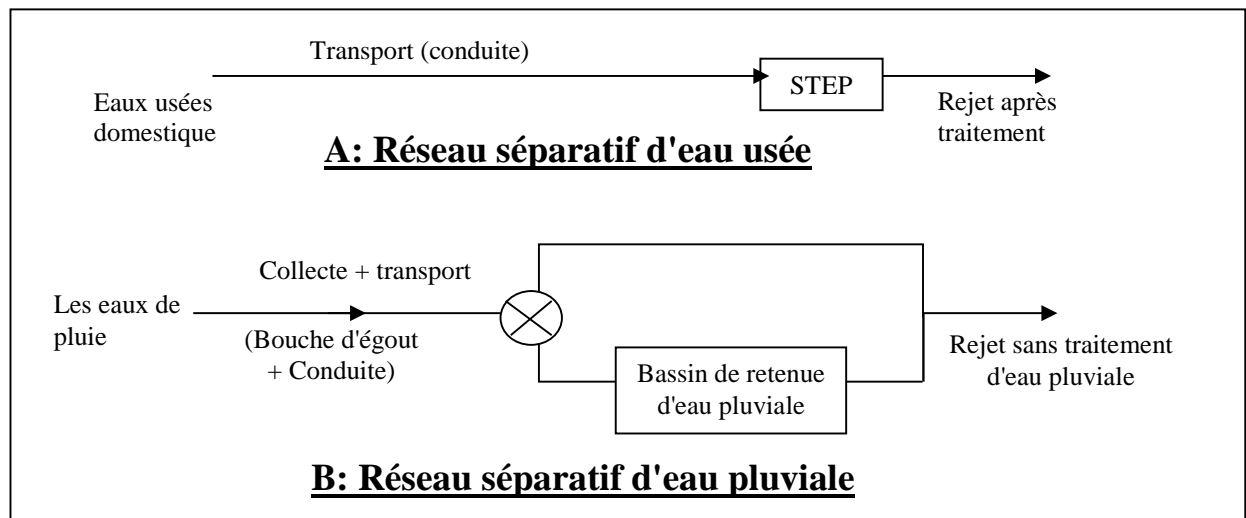 Transport (conduite)
Eaux usées
domestique
STEP
Rejet après
traitement
A: Réseau séparatif d'eau usée
Collecte + transport
Les eaux de
pluie
(Bouche d'égout
+ Conduite)
Bassin de retenue
d'eau pluviale
Rejet sans traitement
d'eau pluviale
B: Réseau séparatif d'eau pluviale